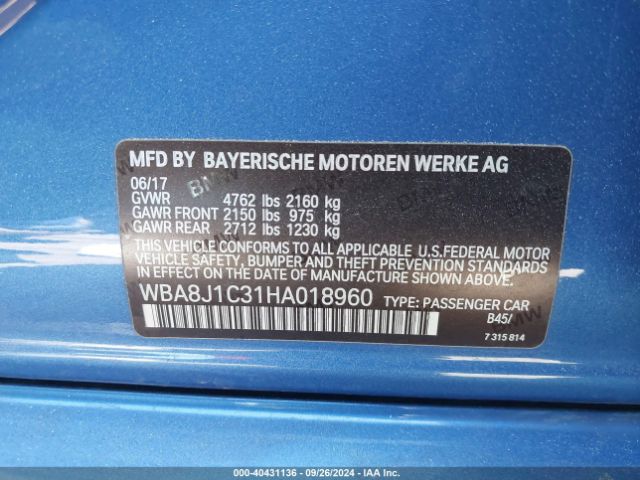 MFD BY BAYERISCHE MOTOREN WERKE AG
06/17
GVWR 4762 lbs 2160 kg
GAWR FRONT 2150 lbs 975 kg
GAWR REAR 2712 lbs 1230 kg
THIS VEHICLE CONFORMS TO ALL APPLICABLE U.S.FEDERAL MOTOR
VEHICLE SAFETY, BUMPER AND THEFT PREVENTION STANDARDS
IN EFFECT ON THE DATE OF MANUFACTURE SHOWN ABOVE.
WBA8J1C31HA018960 TYPE: PASSENGER CAR
B45/
7 315 814
000-40431136 - 09/26/2024 - IAA Inc.